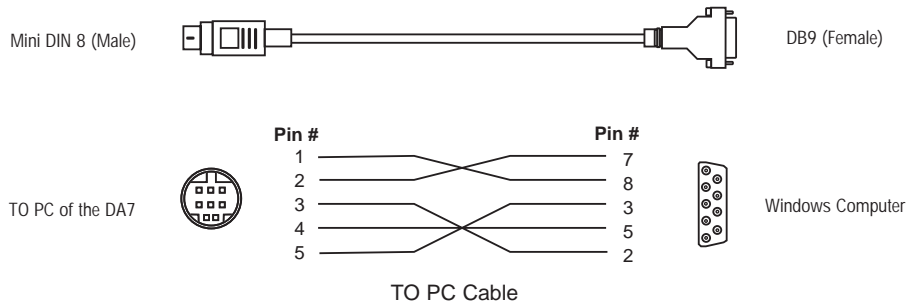 Mini DIN 8 (Male)
DB9 (Female)
Pin # Pin #
1 7
2 8
3 3
4 5
5 2
TO PC of the DA7
Windows Computer
TO PC Cable